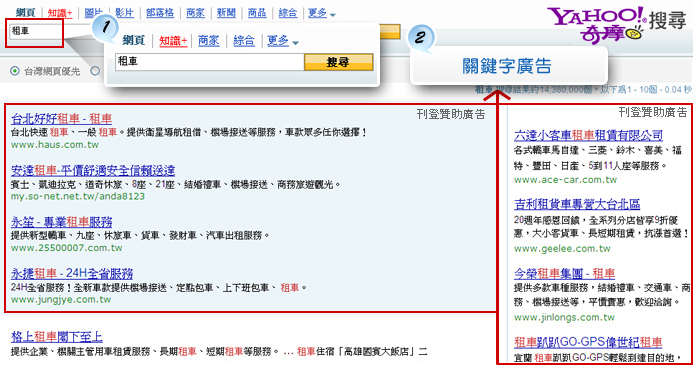 網頁 知識+ 圖片 影片 部落格 商家 新聞 商品 綜合 更多
租車
1
網頁 知識+ 商家 綜合 更多
租車 搜尋
2
關鍵字廣告
YAHOO! 奇摩 搜尋
台灣網頁優先
租車 搜尋結果約14,380,000個，以下為1 - 10個 - 0.04 秒
刊登贊助廣告
台北好好租車 - 租車
台北快速 租車、一般 租車。提供衛星導航租借、機場接送等服務，車款眾多任你選擇！
www.haus.com.tw
安達租車-平價舒適安全信賴送達
賓士、凱迪拉克、道奇休旅、8座、21座、結婚禮車、機場接送、商務旅遊觀光。
my.so-net.net.tw/anda8123
永笙 - 專業租車服務
提供新型轎車、九座、休旅車、貨車、發財車、汽車出租服務。
www.25500007.com.tw
永捷租車 - 24H全省服務
24H全省服務！全新車款提供機場接送、定點包車、上下班包車、 租車。
www.jungjye.com.tw
格上租車閣下至上
提供企業、機關主管用車租賃服務、長期租車、短期租車等服務。 ... 租車住宿「高雄國賓大飯店」二
刊登贊助廣告
六達小客車租車租賃有限公司
各式轎車馬自達、三菱、鈴木、喜美、福
特、豐田、日產、5到11人座等服務。
www.ace-car.com.tw
吉利租貨車專營大台北區
20週年感恩回饋，全系列分店皆享9折優
惠，大小客貨車、長短期租賃，抗漲首選！
www.geelee.com.tw
今榮租車集團 - 租車
提供多款車種服務，結婚禮車、交通車、商
務、機場接送等，平價實惠，歡迎洽詢。
www.jinlongs.com.tw
租車趴趴GO-GPS偉世紀租車
宜蘭 租車趴趴GO-GPS輕鬆到達目的地，